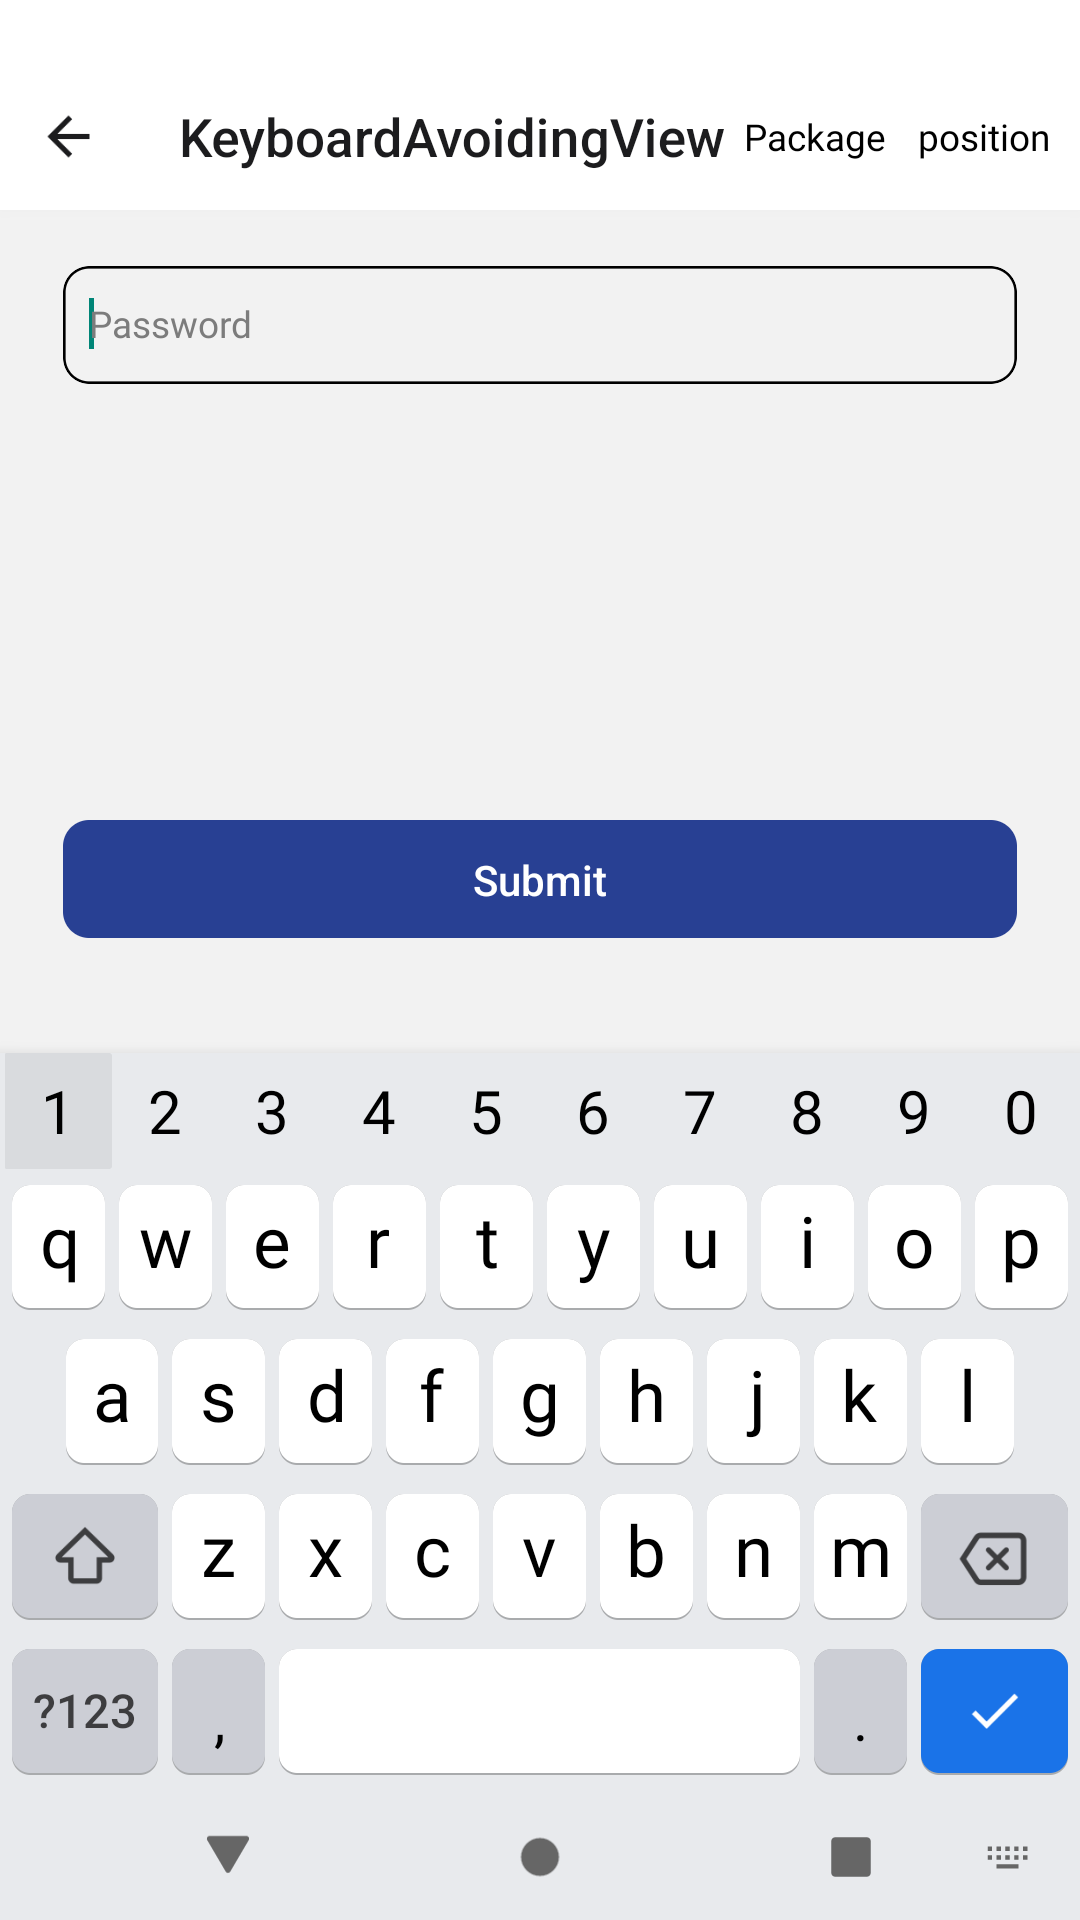 KeyboardAvoidingView Package position
Password
Submit
1 2 3 4 5 6 7 8 9 0
q w e r t y u i o p
a s d f g h j k l
z x c v b n m
?123 , .